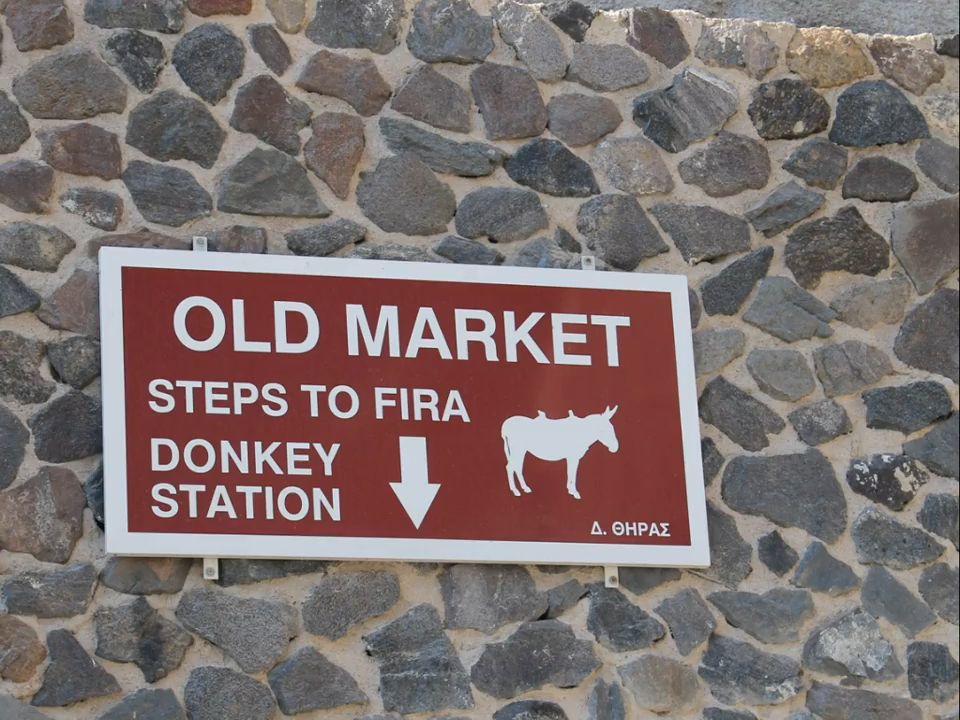 OLD MARKET
STEPS TO FIRA
DONKEY
STATION
Δ. ΘΗΡΑΣ